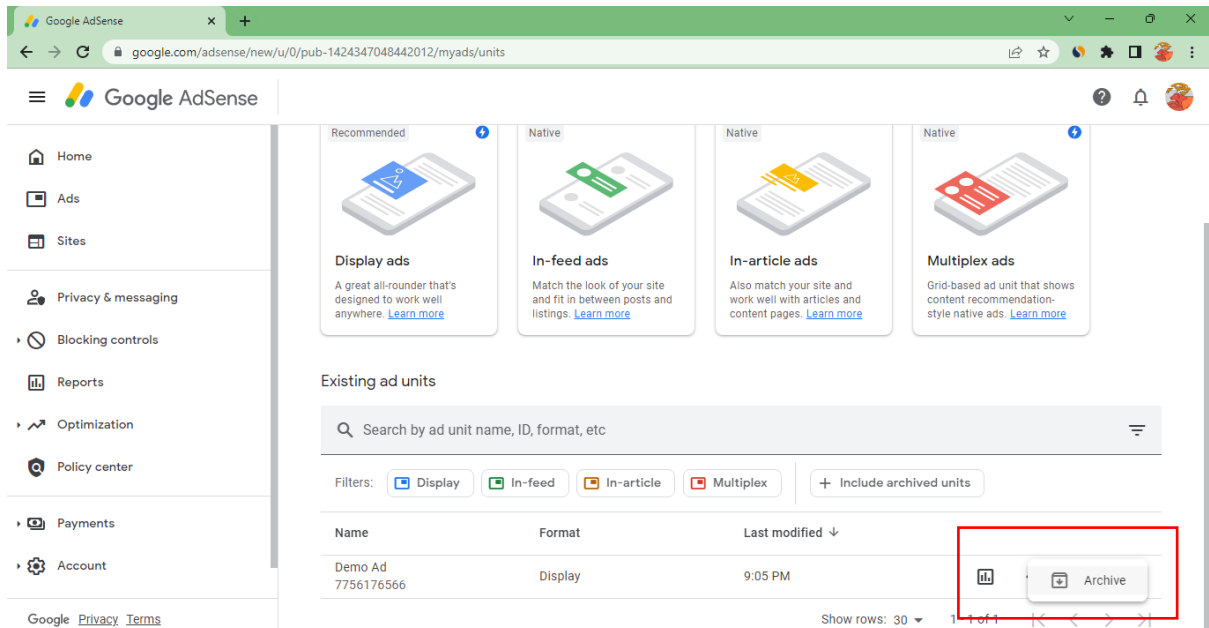 Google AdSense
google.com/adsense/new/u/0/pub-1424347048442012/myads/units
Google AdSense
Home
Ads
Sites
Privacy & messaging
Blocking controls
Reports
Optimization
Policy center
Payments
Account
Google Privacy Terms
Recommended
Display ads
A great all-rounder that's
designed to work well
anywhere. Learn more
Native
In-feed ads
Match the look of your site
and fit in between posts and
listings. Learn more
Native
In-article ads
Also match your site and
work well with articles and
content pages. Learn more
Native
Multiplex ads
Grid-based ad unit that shows
content recommendation-
style native ads. Learn more
Existing ad units
Search by ad unit name, ID, format, etc
Filters: Display In-feed In-article Multiplex + Include archived units
Name Format Last modified
Demo Ad Display 9:05 PM Archive
7756176566
Show rows: 30 1 - 1 of 1